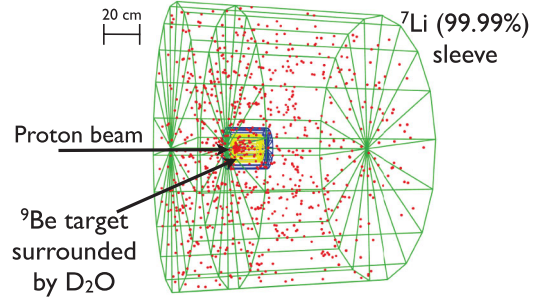 20 cm
⁷Li (99.99%)
sleeve
Proton beam
⁹Be target
surrounded
by D₂O